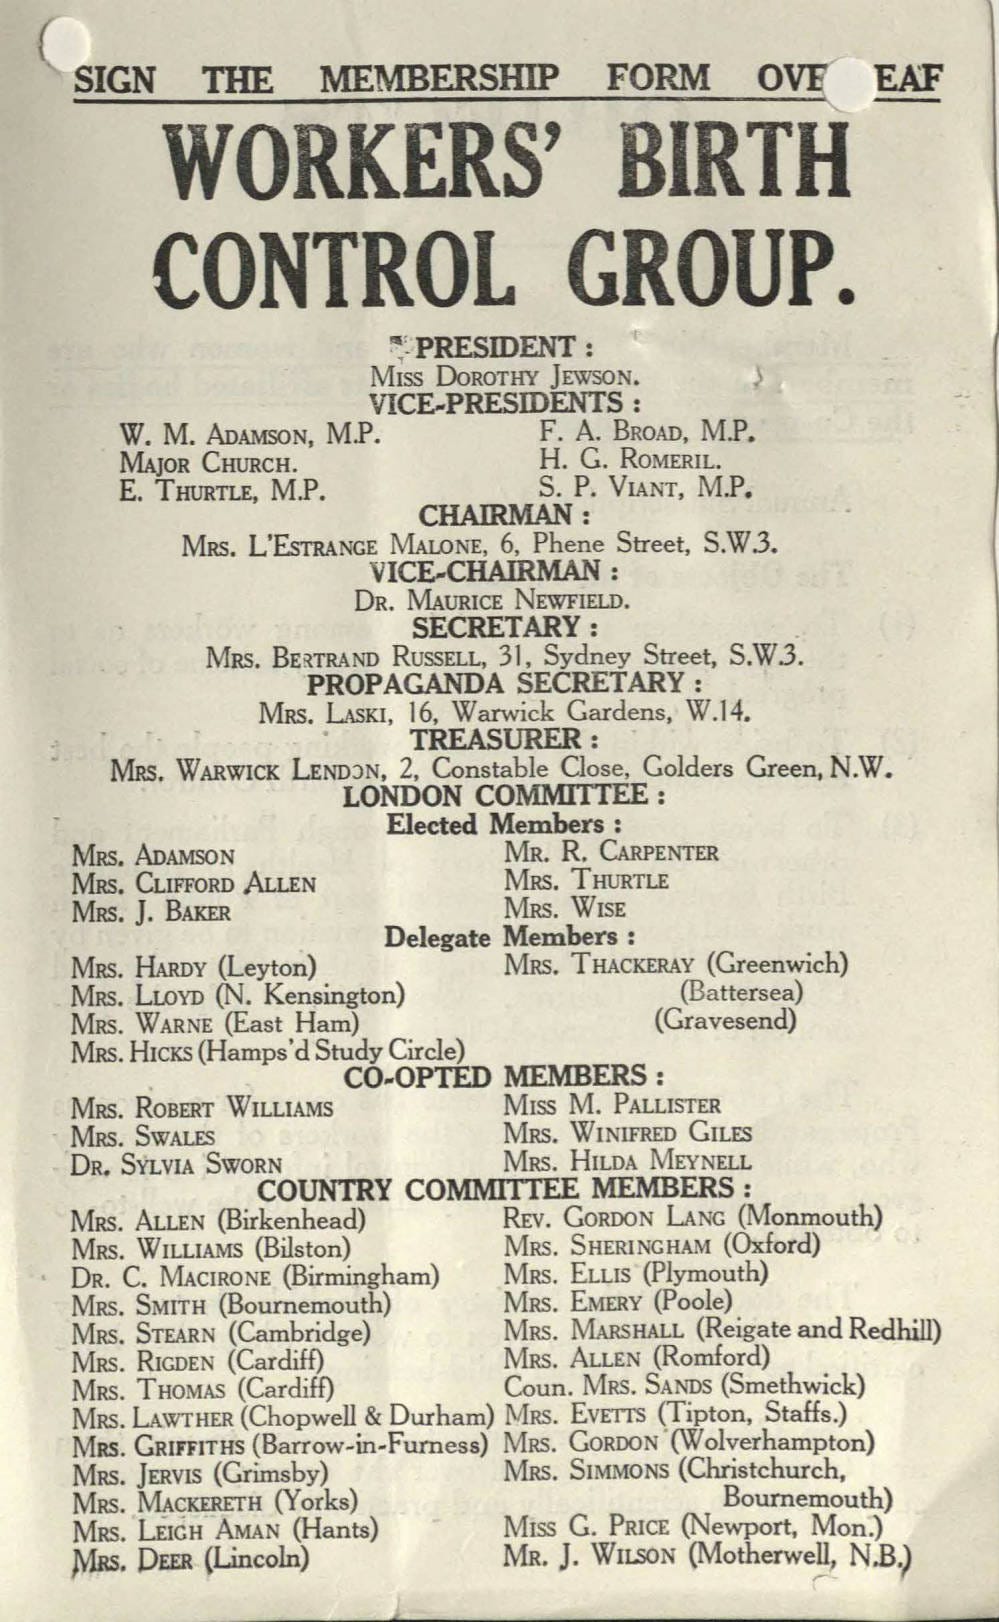 SIGN THE MEMBERSHIP FORM OVE EAF
WORKERS' BIRTH
CONTROL GROUP.
PRESIDENT :
MISS DOROTHY JEWSON.
VICE-PRESIDENTS :
W. M. ADAMSON, M.P. F. A. BROAD, M.P.
MAJOR CHURCH. H. G. ROMERIL.
E. THURTLE, M.P. S. P. VIANT, M.P.
CHAIRMAN :
MRS. L'ESTRANGE MALONE, 6, Phene Street, S.W.3.
VICE-CHAIRMAN :
DR. MAURICE NEWFIELD.
SECRETARY :
MRS. BERTRAND RUSSELL, 31, Sydney Street, S.W.3.
PROPAGANDA SECRETARY :
MRS. LASKI, 16, Warwick Gardens, W.14.
TREASURER :
MRS. WARWICK LENDON, 2, Constable Close, Golders Green, N.W.
LONDON COMMITTEE :
Elected Members :
MRS. ADAMSON MR. R. CARPENTER
MRS. CLIFFORD ALLEN MRS. THURTLE
MRS. J. BAKER MRS. WISE
Delegate Members :
MRS. HARDY (Leyton) MRS. THACKERAY (Greenwich)
MRS. LLOYD (N. Kensington) (Battersea)
MRS. WARNE (East Ham) (Gravesend)
MRS. HICKS (Hamps'd Study Circle)
CO-OPTED MEMBERS :
MRS. ROBERT WILLIAMS MISS M. PALLISTER
MRS. SWALES MRS. WINIFRED GILES
DR. SYLVIA SWORN MRS. HILDA MEYNELL
COUNTRY COMMITTEE MEMBERS :
MRS. ALLEN (Birkenhead) REV. GORDON LANG (Monmouth)
MRS. WILLIAMS (Bilston) MRS. SHERINGHAM (Oxford)
DR. C. MACIRONE (Birmingham) MRS. ELLIS (Plymouth)
MRS. SMITH (Bournemouth) MRS. EMERY (Poole)
MRS. STEARN (Cambridge) MRS. MARSHALL (Reigate and Redhill)
MRS. RIGDEN (Cardiff) MRS. ALLEN (Romford)
MRS. THOMAS (Cardiff) Coun. MRS. SANDS (Smethwick)
MRS. LAWTHER (Chopwell & Durham) MRS. EVETTS (Tipton, Staffs.)
MRS. GRIFFITHS (Barrow-in-Furness) MRS. GORDON (Wolverhampton)
MRS. JERVIS (Grimsby) MRS. SIMMONS (Christchurch,
MRS. MACKERETH (Yorks) Bournemouth)
MRS. LEIGH AMAN (Hants) MISS G. PRICE (Newport, Mon.)
MRS. DEER (Lincoln) MR. J. WILSON (Motherwell, N.B.)